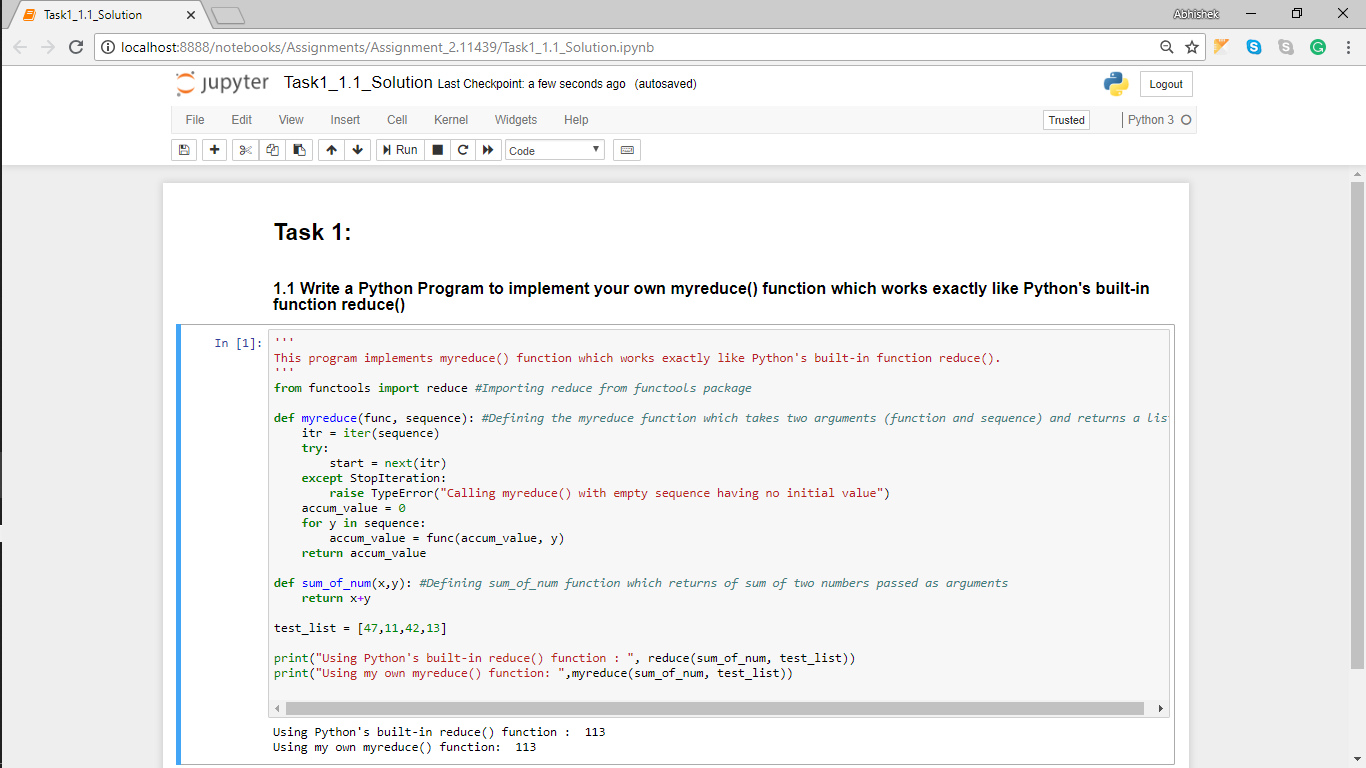 Task1_1.1_Solution
Abhishek
localhost:8888/notebooks/Assignments/Assignment_2.11439/Task1_1.1_Solution.ipynb
jupyter Task1_1.1_Solution Last Checkpoint: a few seconds ago (autosaved)
Logout
File Edit View Insert Cell Kernel Widgets Help
Trusted
Python 3
Run
Code
Task 1:
1.1 Write a Python Program to implement your own myreduce() function which works exactly like Python's built-in
function reduce()
In [1]:
'''
This program implements myreduce() function which works exactly like Python's built-in function reduce().
'''
from functools import reduce #Importing reduce from functools package
def myreduce(func, sequence): #Defining the myreduce function which takes two arguments (function and sequence) and returns a lis
    itr = iter(sequence)
    try:
        start = next(itr)
    except StopIteration:
        raise TypeError("Calling myreduce() with empty sequence having no initial value")
    accum_value = 0
    for y in sequence:
        accum_value = func(accum_value, y)
    return accum_value
def sum_of_num(x,y): #Defining sum_of_num function which returns of sum of two numbers passed as arguments
    return x+y
test_list = [47,11,42,13]
print("Using Python's built-in reduce() function : ", reduce(sum_of_num, test_list))
print("Using my own myreduce() function: ",myreduce(sum_of_num, test_list))
Using Python's built-in reduce() function :  113
Using my own myreduce() function:  113